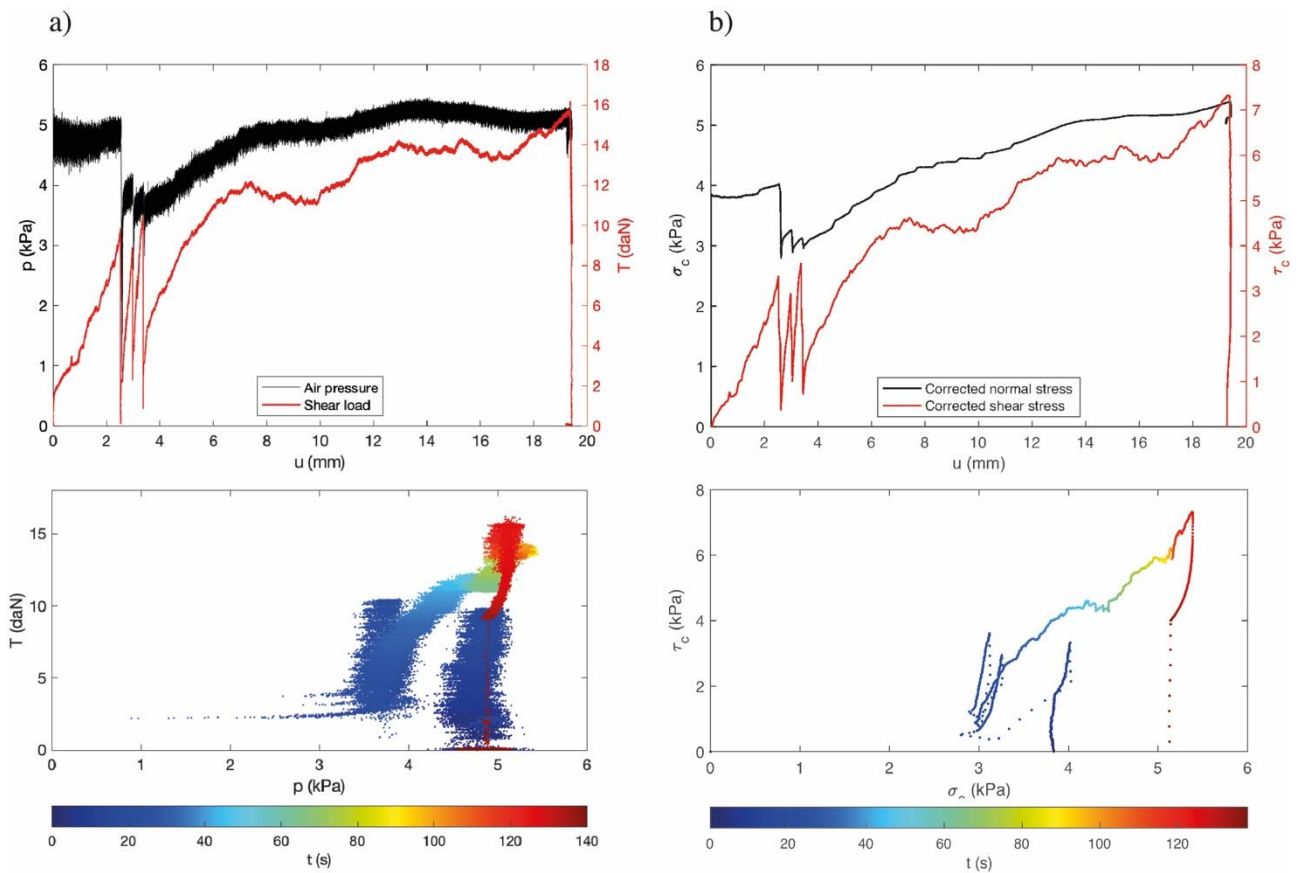 a)
b)
6
5
4
3
2
1
0
p (kPa)
18
16
14
12
10
8
6
4
2
0
T (daN)
Air pressure
Shear load
0 2 4 6 8 10 12 14 16 18 20
u (mm)
6
5
4
3
2
1
0
σc (kPa)
8
7
6
5
4
3
2
1
0
τc (kPa)
Corrected normal stress
Corrected shear stress
0 2 4 6 8 10 12 14 16 18 20
u (mm)
15
10
5
0
T (daN)
0 1 2 3 4 5 6
p (kPa)
0 20 40 60 80 100 120 140
t (s)
8
6
4
2
0
τc (kPa)
0 1 2 3 4 5 6
(kPa)
0 20 40 60 80 100 120
t (s)